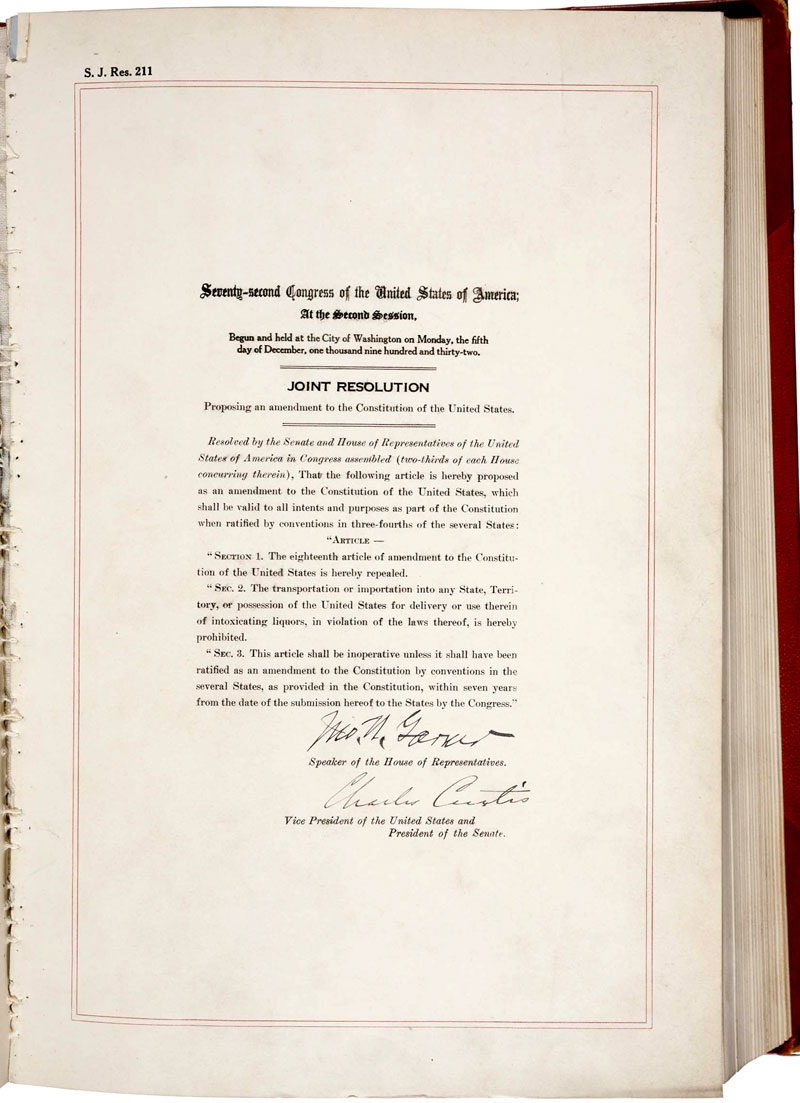 S. J. Res. 211
Seventy-second Congress of the United States of America;
At the Second Session,
Begun and held at the City of Washington on Monday, the fifth
day of December, one thousand nine hundred and thirty-two.
JOINT RESOLUTION
Proposing an amendment to the Constitution of the United States.
Resolved by the Senate and House of Representatives of the United
States of America in Congress assembled (two-thirds of each House
concurring therein), That the following article is hereby proposed
as an amendment to the Constitution of the United States, which
shall be valid to all intents and purposes as part of the Constitution
when ratified by conventions in three-fourths of the several States:
"ARTICLE —
"SECTION 1. The eighteenth article of amendment to the Constitu-
tion of the United States is hereby repealed.
"SEC. 2. The transportation or importation into any State, Terri-
tory, or possession of the United States for delivery or use therein
of intoxicating liquors, in violation of the laws thereof, is hereby
prohibited.
"SEC. 3. This article shall be inoperative unless it shall have been
ratified as an amendment to the Constitution by conventions in the
several States, as provided in the Constitution, within seven years
from the date of the submission hereof to the States by the Congress."
Jno. N. Garner
Speaker of the House of Representatives.
Charles Curtis
Vice President of the United States and
President of the Senate.